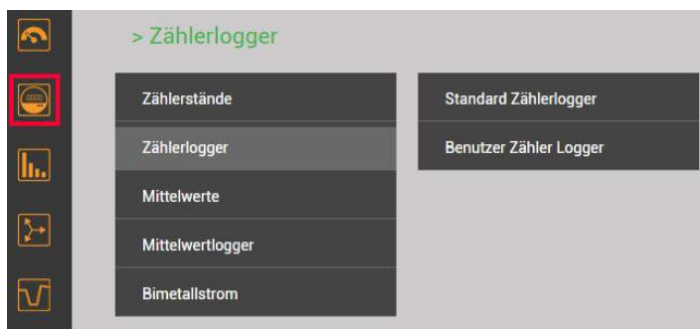 > Zählerlogger
Zählerstände
Zählerlogger
Mittelwerte
Mittelwertlogger
Bimetallstrom
Standard Zählerlogger
Benutzer Zähler Logger